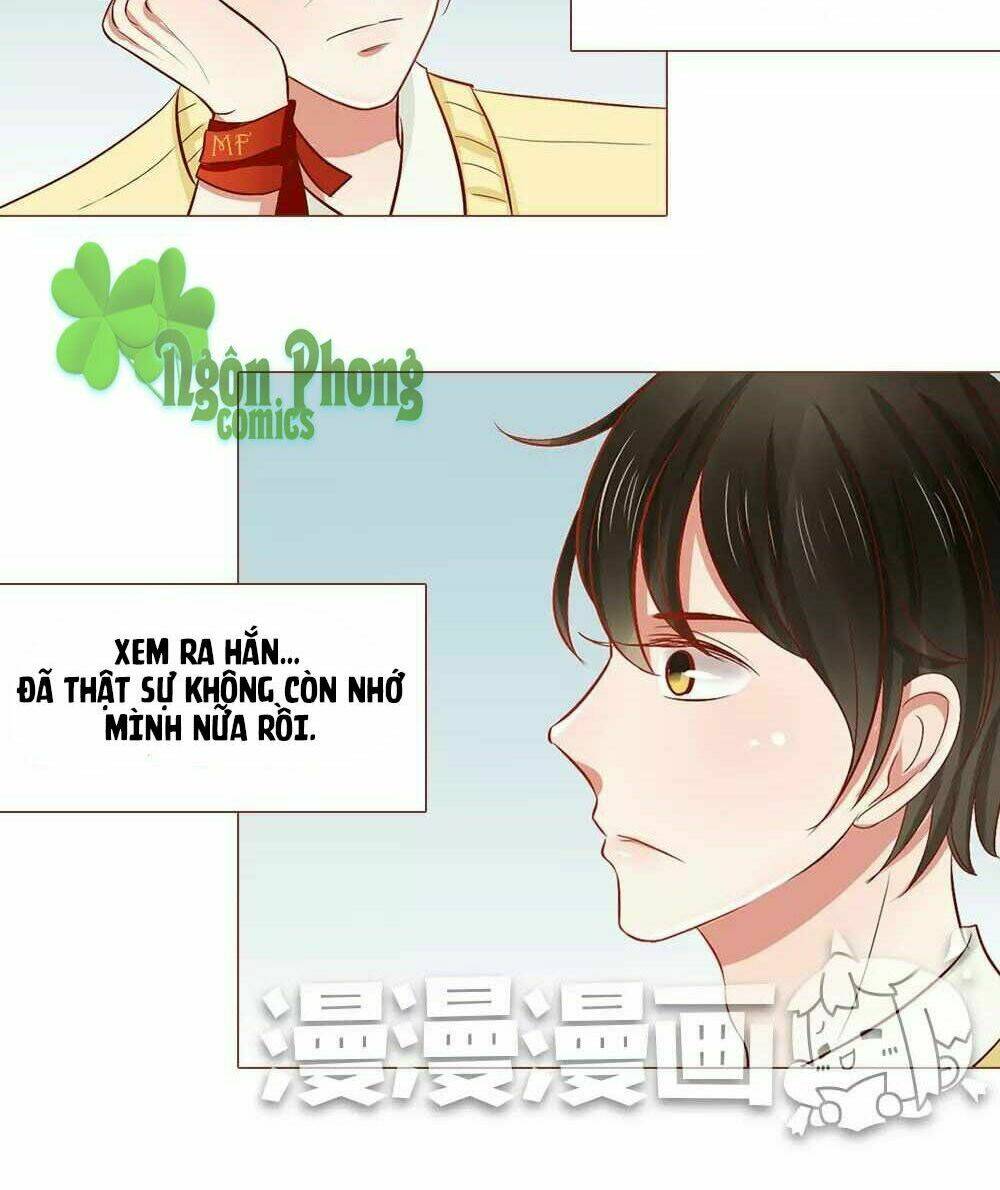 MF
Ngôn Phong
comics
XEM RA HẮN...
ĐÃ THẬT SỰ KHÔNG CÒN NHỚ
MÌNH NỮA RỒI.
漫漫漫画